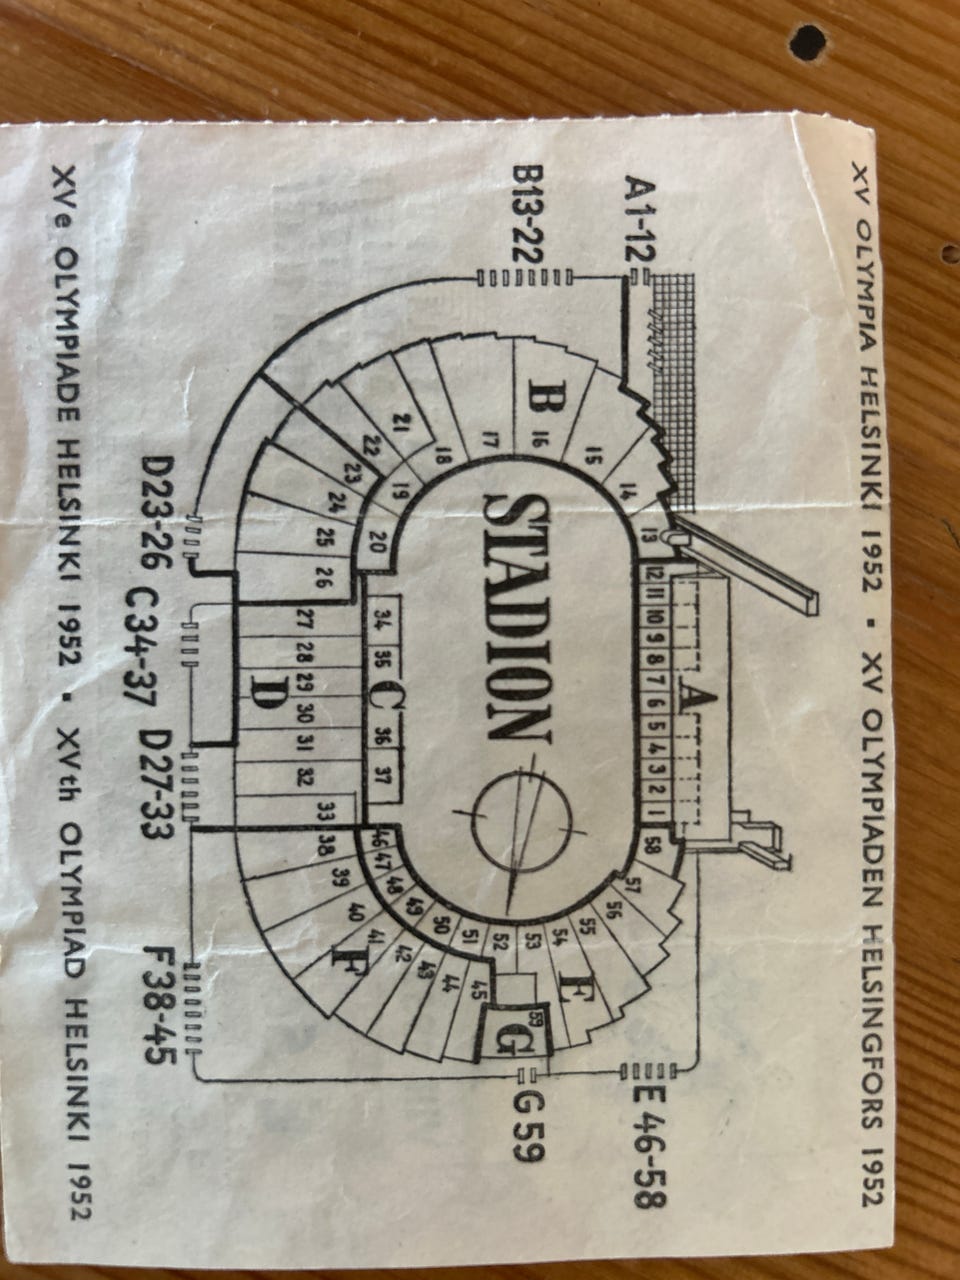 XV OLYMPIA HELSINKI 1952 ▪ XV OLYMPIADEN HELSINGFORS 1952
A1-12
E 46-58
B13-22
G 59
A
12 11 10 9 8 7 6 5 4 3 2 1
13
14
15
16
17
18
19
20
B
21
22
23
24
25
26
STADION
58
57
56
55
54
53
52
51
50
49
48
47
46
E
59
G
34 35 C 36 37
27 28 29 30 31 32 33
D
38
39
40
41
42
43
44
45
F
D23-26 C34-37 D27-33 F38-45
XVe OLYMPIADE HELSINKI 1952 ▪ XVth OLYMPIAD HELSINKI 1952